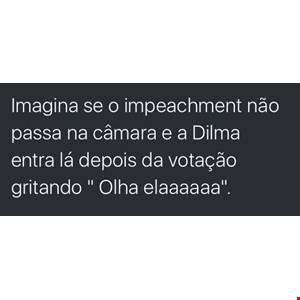 Imagina se o impeachment não
passa na câmara e a Dilma
entra lá depois da votação
gritando " Olha elaaaaaa".